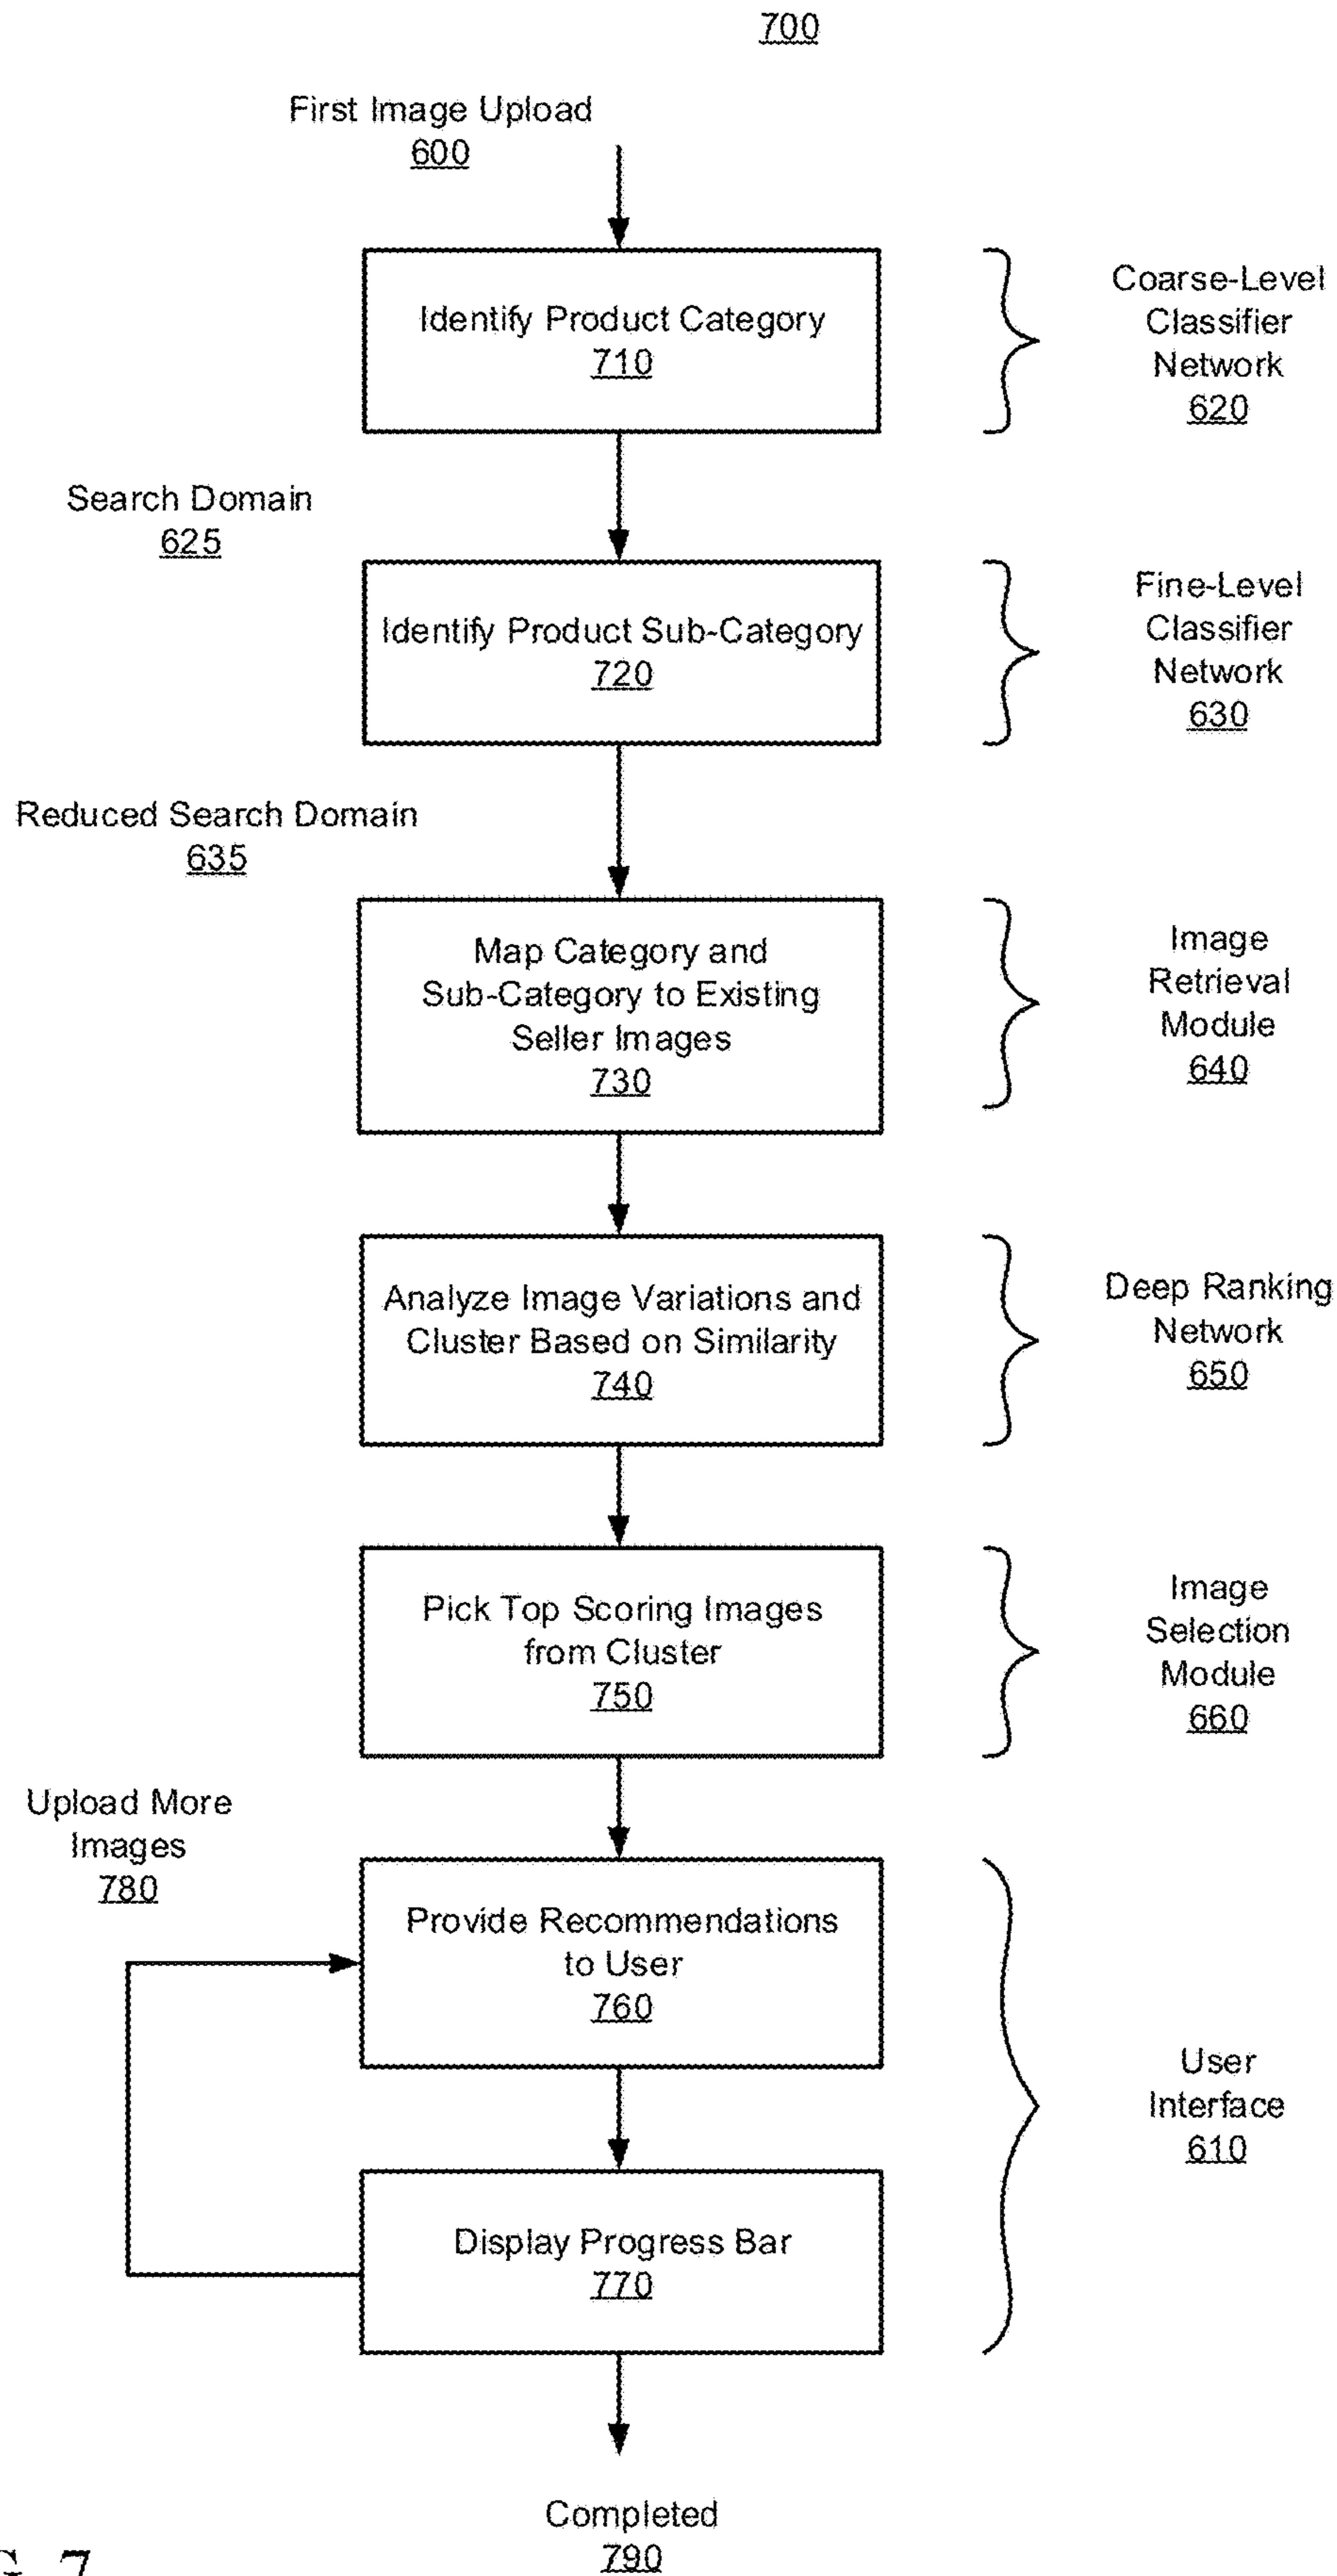 700
First Image Upload
600
Identify Product Category
710
Coarse-Level
Classifier
Network
620
Search Domain
625
Identify Product Sub-Category
720
Fine-Level
Classifier
Network
630
Reduced Search Domain
635
Map Category and
Sub-Category to Existing
Seller Images
730
Image
Retrieval
Module
640
Analyze Image Variations and
Cluster Based on Similarity
740
Deep Ranking
Network
650
Pick Top Scoring Images
from Cluster
750
Image
Selection
Module
660
Upload More
Images
780
Provide Recommendations
to User
760
User
Interface
610
Display Progress Bar
770
Completed
790
G. 7